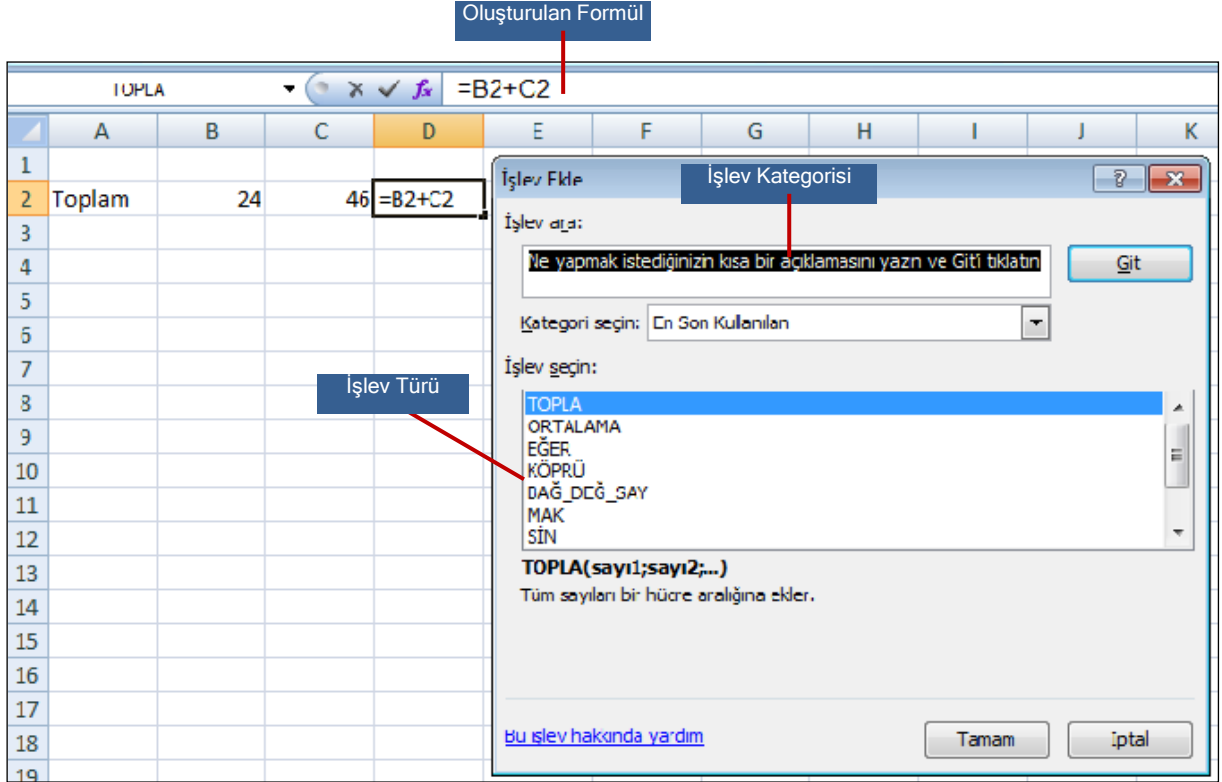 Oluşturulan Formül
TOPLA =B2+C2
A B C D E F G H I J K
1
2 Toplam 24 46 =B2+C2
3
4
5
6
7
8
9
10
11
12
13
14
15
16
17
18
19
İşlev Ekle
İşlev Kategorisi
İşlev ara:
Ne yapmak istediğinizin kısa bir açıklamasını yazın ve Git'i tıklatın
Git
Kategori seçin: En Son Kullanılan
İşlev seçin:
İşlev Türü
TOPLA
ORTALAMA
EĞER
KÖPRÜ
BAĞ_DEĞ_SAY
MAK
SİN
TOPLA(sayı1;sayı2;...)
Tüm sayıları bir hücre aralığına ekler.
Bu işlev hakkında yardım
Tamam
İptal